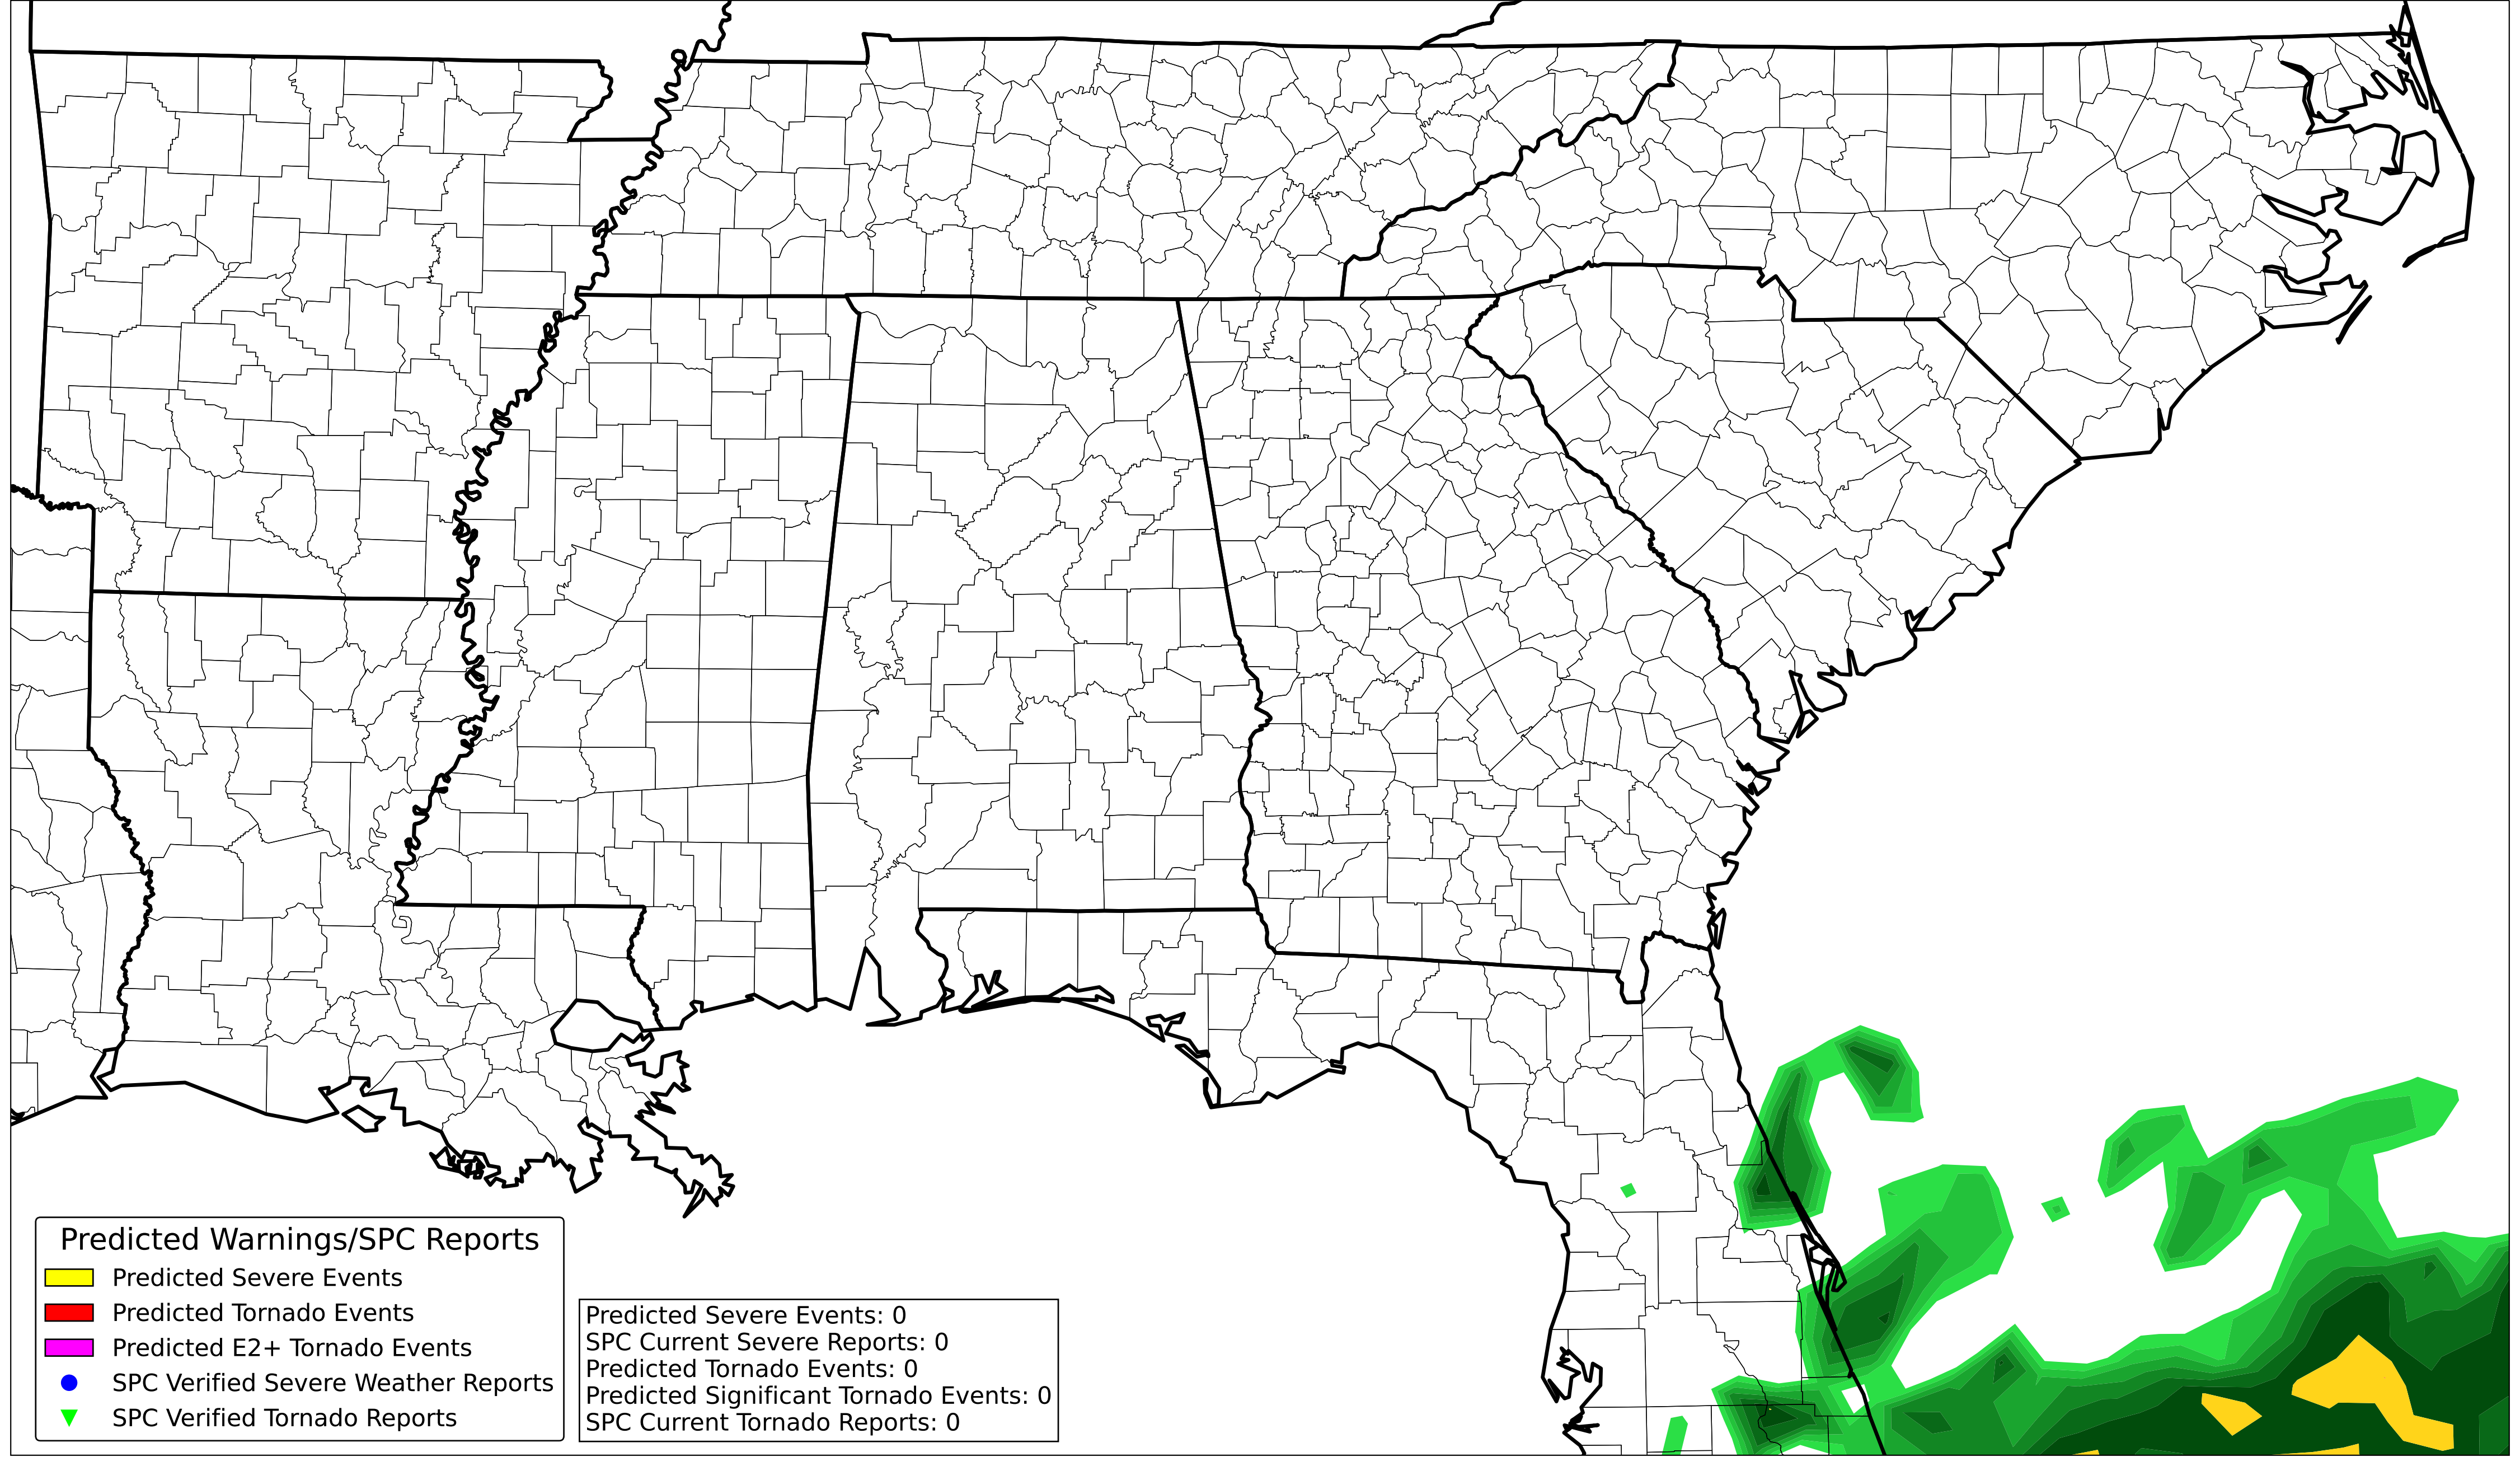 Predicted Warnings/SPC Reports
Predicted Severe Events
Predicted Tornado Events
Predicted E2+ Tornado Events
SPC Verified Severe Weather Reports
SPC Verified Tornado Reports
Predicted Severe Events: 0
SPC Current Severe Reports: 0
Predicted Tornado Events: 0
Predicted Significant Tornado Events: 0
SPC Current Tornado Reports: 0